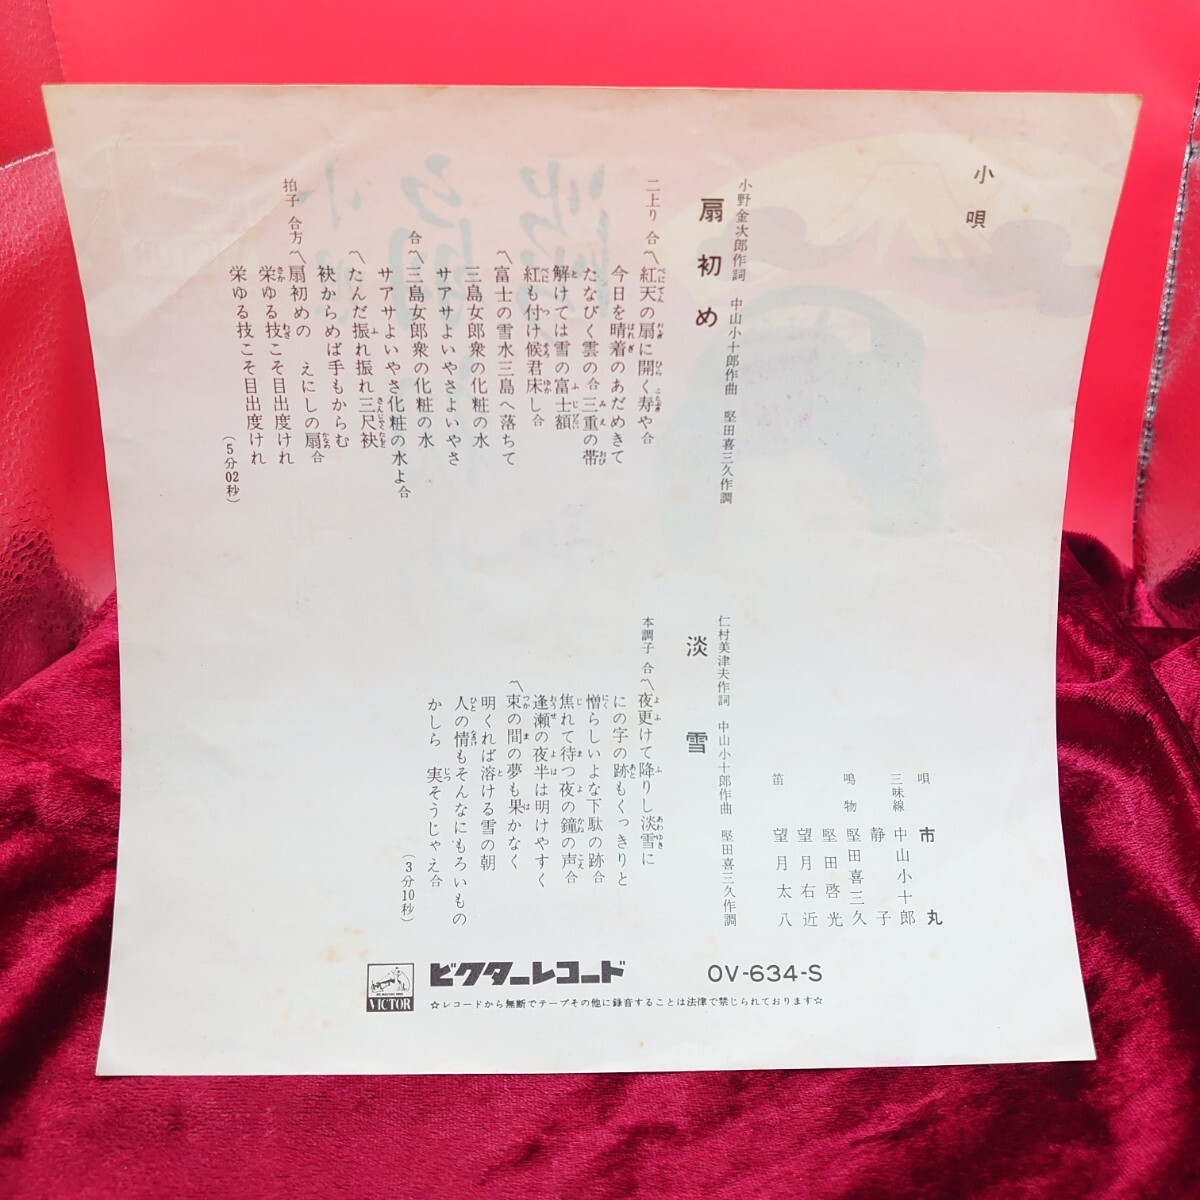 小唄
扇初め
小野金次郎作詞 中山小十郎作曲 堅田喜三久作調
二上り 合〽紅天の扇に開く寿や合
今日を晴着のあだめきて
たなびく雲の合三重の帯
解けては雪の富士額
紅も付け候君床し合
〽富士の雪水三島へ落ちて
三島女郎衆の化粧の水
サアサよいやさよいやさ
合〽三島女郎衆の化粧の水
サアサよいやさ化粧の水よ合
〽たんだ振れ振れ三尺袂
袂からめば手もからむ
拍子 合方〽扇初めの えにしの扇合
栄ゆる技こそ目出度けれ
栄ゆる技こそ目出度けれ
(5分02秒)
淡雪
仁村美津夫作詞 中山小十郎作曲 堅田喜三久作調
本調子 合〽夜更けて降りし淡雪に
にの字の跡もくっきりと
憎らしいよな下駄の跡合
焦れて待つ夜の鐘の声合
逢瀬の夜半は明けやすく
〽束の間の夢も果かなく
明くれば溶ける雪の朝
人の情もそんなにもろいもの
かしら 実そうじゃえ合
(3分10秒)
唄 市丸
三味線 中山小十郎
静子
鳴物 堅田喜三久
堅田啓光
望月右近
笛 望月太八
VICTOR
ビクターレコード OV-634-S
☆レコードから無断でテープその他に録音することは法律で禁じられております☆